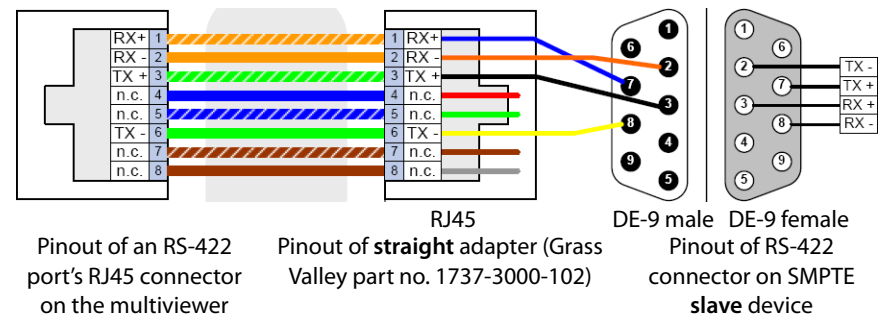 RX+ 1
RX - 2
TX + 3
n.c. 4
n.c. 5
TX - 6
n.c. 7
n.c. 8
1 RX+
2 RX -
3 TX +
4 n.c.
5 n.c.
6 TX -
7 n.c.
8 n.c.
1
6
2
7
3
8
4
9
5
1
6
2
7
3
8
4
9
5
TX -
TX +
RX +
RX -
RJ45
DE-9 male
DE-9 female
Pinout of an RS-422
port's RJ45 connector
on the multiviewer
Pinout of straight adapter (Grass
Valley part no. 1737-3000-102)
Pinout of RS-422
connector on SMPTE
slave device